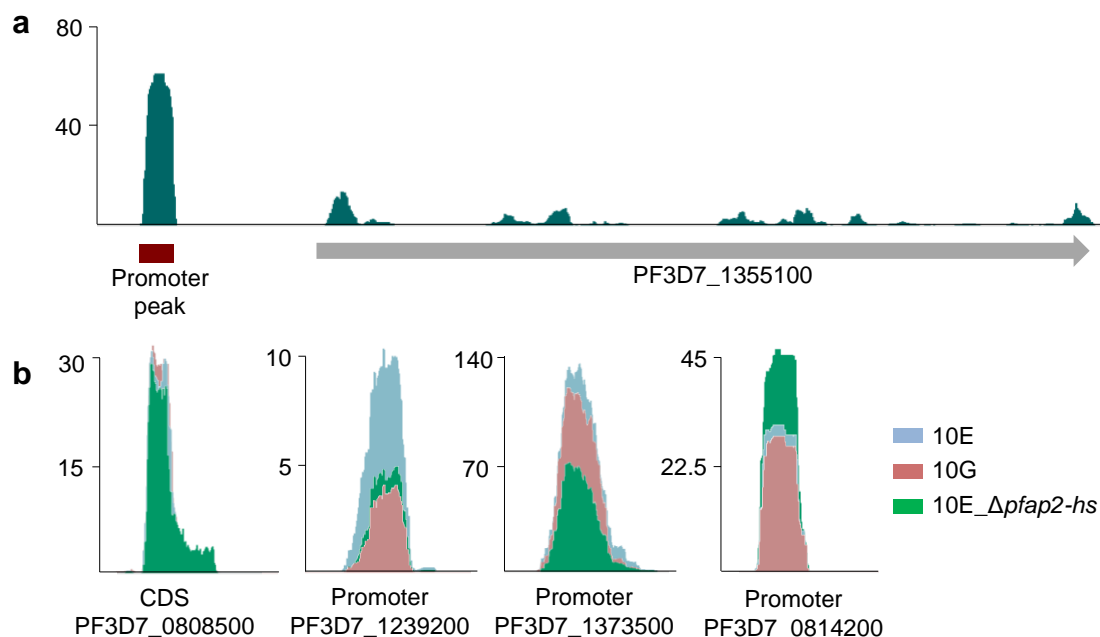 a
80
40
Promoter
peak
PF3D7_1355100
b
30
15
CDS
PF3D7_0808500
10
5
Promoter
PF3D7_1239200
140
70
Promoter
PF3D7_1373500
45
22.5
Promoter
PF3D7_0814200
10E
10G
10E_Δpfap2-hs